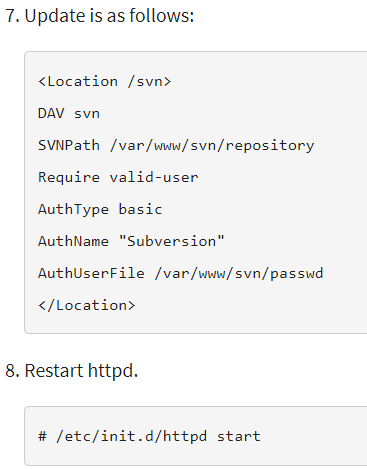 7. Update is as follows:
<Location /svn>
DAV svn
SVNPath /var/www/svn/repository
Require valid-user
AuthType basic
AuthName "Subversion"
AuthUserFile /var/www/svn/passwd
</Location>
8. Restart httpd.
# /etc/init.d/httpd start